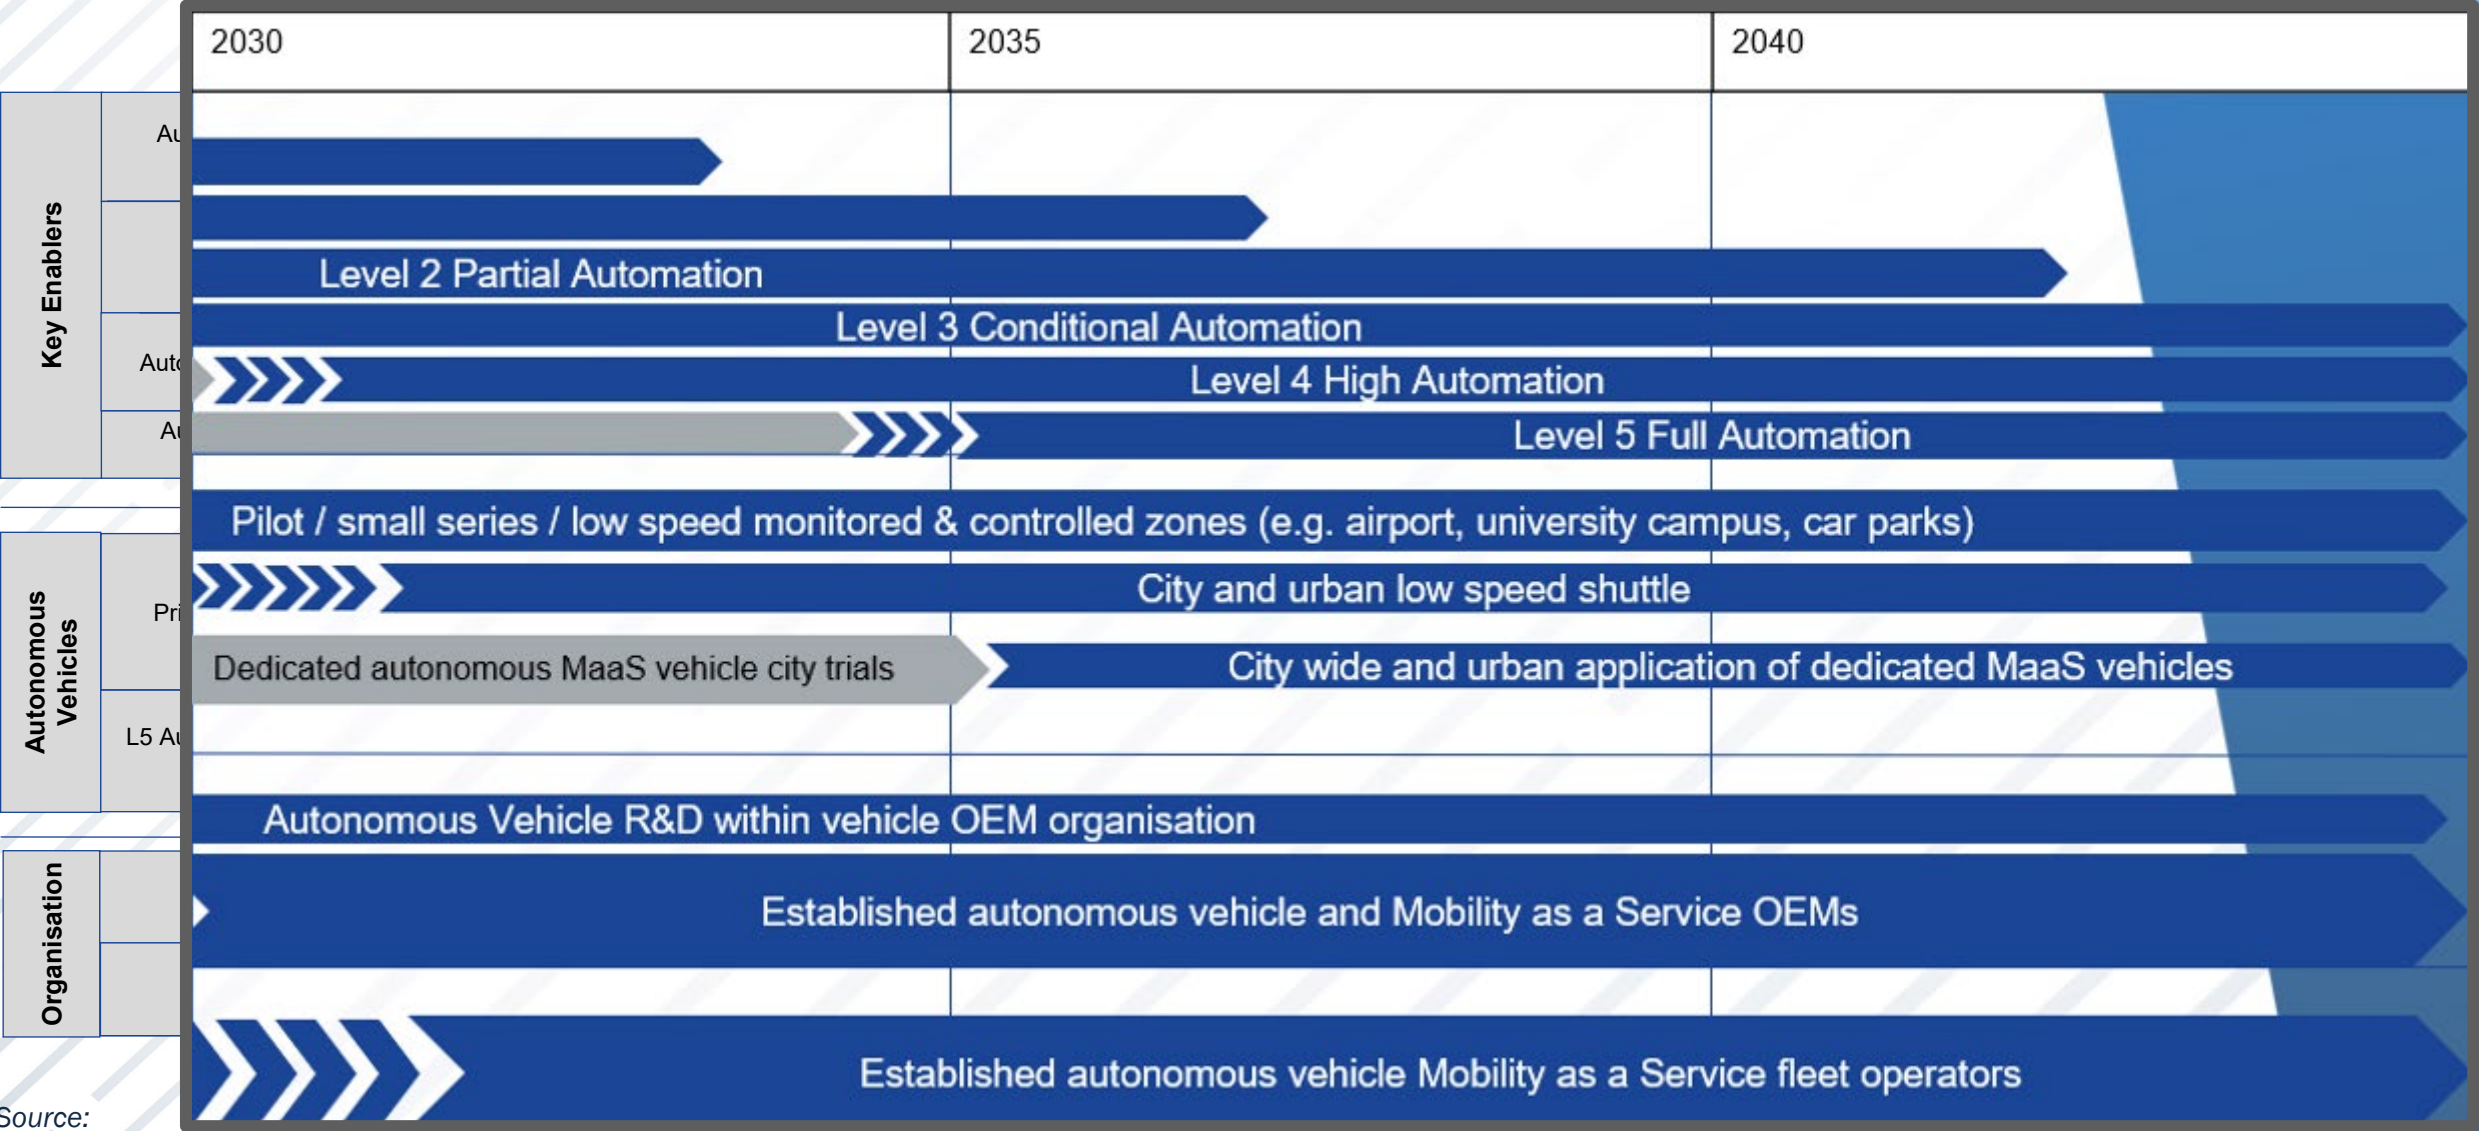 2030
2035
2040
Key Enablers
Level 2 Partial Automation
Level 3 Conditional Automation
Level 4 High Automation
Level 5 Full Automation
Autonomous
Vehicles
Pilot / small series / low speed monitored & controlled zones (e.g. airport, university campus, car parks)
City and urban low speed shuttle
Dedicated autonomous MaaS vehicle city trials
City wide and urban application of dedicated MaaS vehicles
L5
Organisation
Autonomous Vehicle R&D within vehicle OEM organisation
Established autonomous vehicle and Mobility as a Service OEMs
Established autonomous vehicle Mobility as a Service fleet operators
Source: